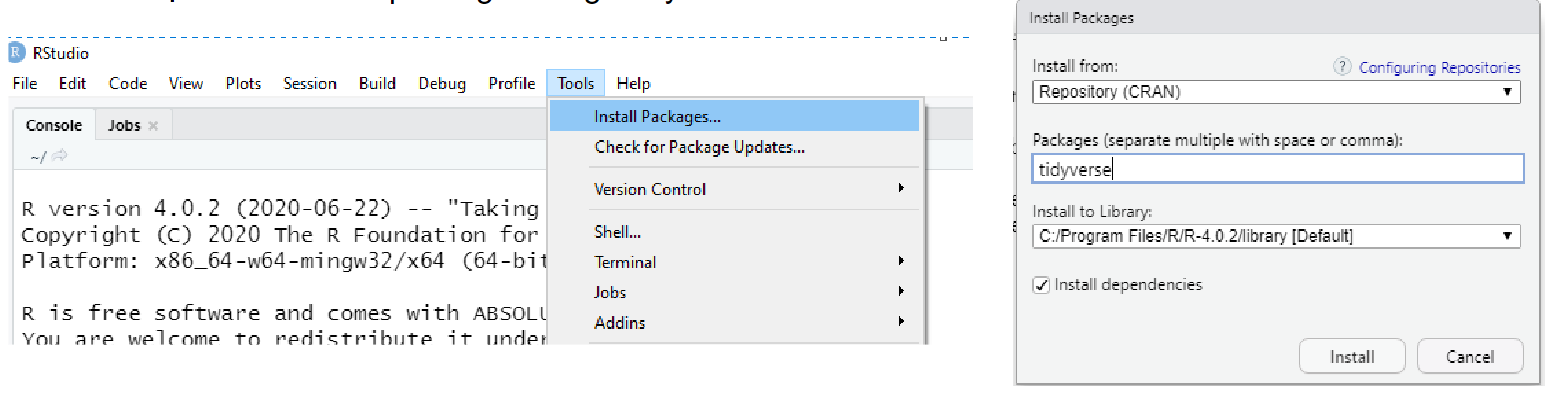 RStudio
File Edit Code View Plots Session Build Debug Profile Tools Help
Console Jobs
~/
R version 4.0.2 (2020-06-22) -- "Taking
Copyright (C) 2020 The R Foundation for
Platform: x86_64-w64-mingw32/x64 (64-bit
R is free software and comes with ABSOLU
You are welcome to redistribute it under
Install Packages...
Check for Package Updates...
Version Control
Shell...
Terminal
Jobs
Addins
Install Packages
Install from:
? Configuring Repositories
Repository (CRAN)
Packages (separate multiple with space or comma):
tidyverse
Install to Library:
C:/Program Files/R/R-4.0.2/library [Default]
Install dependencies
Install Cancel